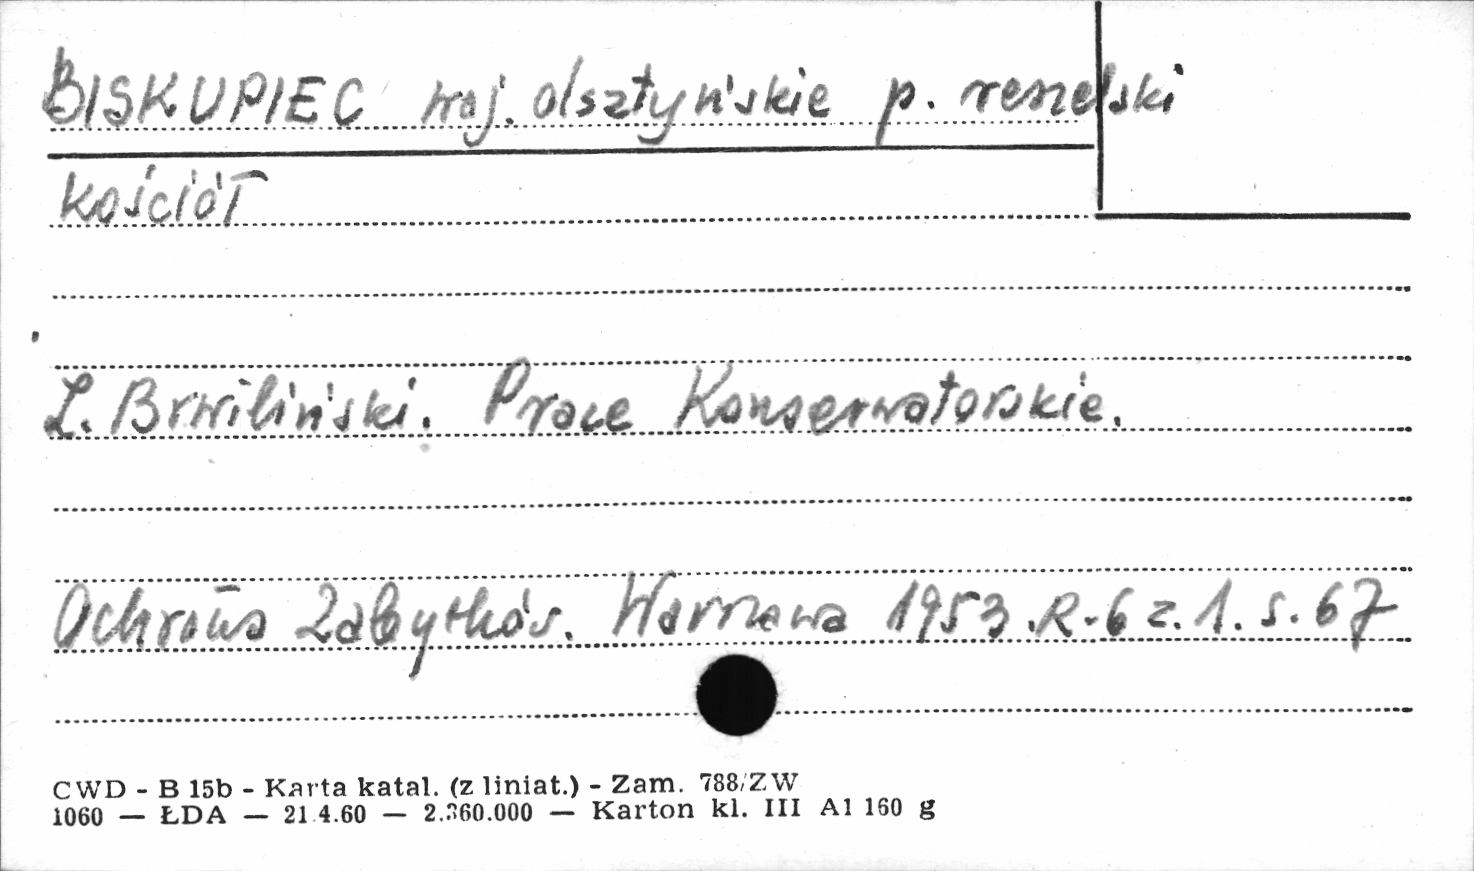 BISKUPIEC woj. olsztyńskie p. reszelski
kościół
L. Brwiliński. Prace Konserwatorskie.
Ochrona Zabytków. Warszawa 1953.R-6 z.1. s.67
CWD - B 15b - Karta katal. (z liniat.) - Zam. 788/ZW
1060 — ŁDA — 21.4.60 — 2.360.000 — Karton kl. III A1 160 g